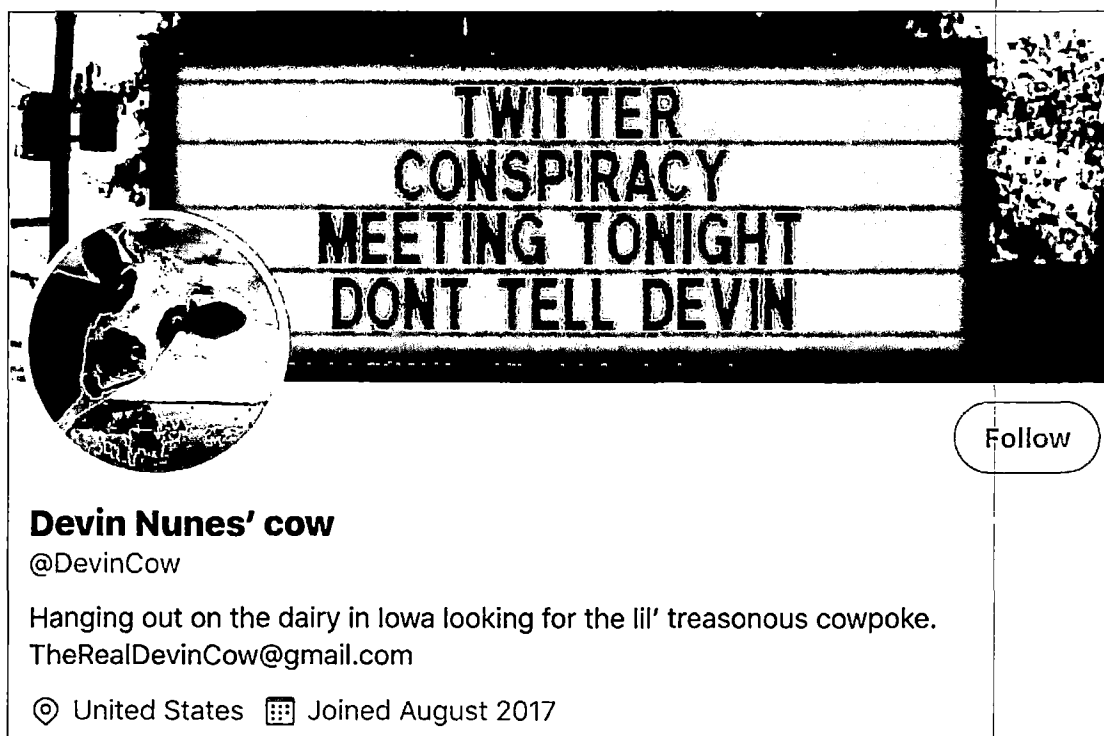 TWITTER
CONSPIRACY
MEETING TONIGHT
DONT TELL DEVIN
Follow
Devin Nunes’ cow
@DevinCow
Hanging out on the dairy in Iowa looking for the lil’ treasonous cowpoke.
TheRealDevinCow@gmail.com
United States Joined August 2017